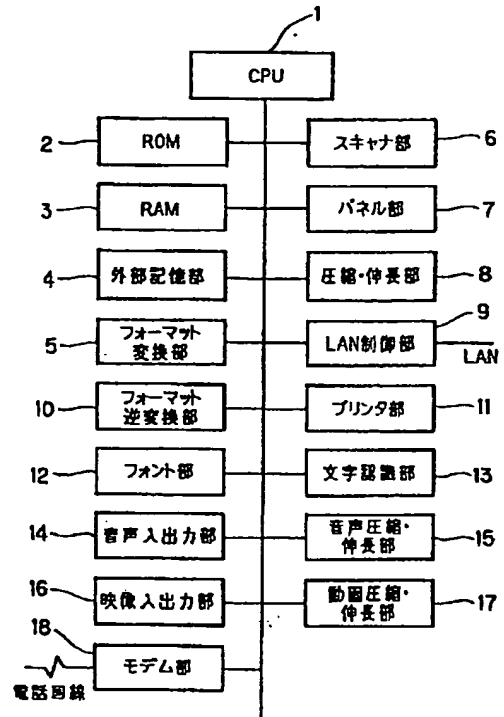 1
CPU
2
ROM
スキャナ部
6
3
RAM
パネル部
7
4
外部記憶部
圧縮・伸長部
8
5
フォーマット
変換部
9
LAN制御部
LAN
10
フォーマット
逆変換部
プリンタ部
11
12
フォント部
文字認識部
13
14
音声入出力部
音声圧縮・
伸長部
15
16
映像入出力部
動画圧縮・
伸長部
17
18
モデム部
電話回線